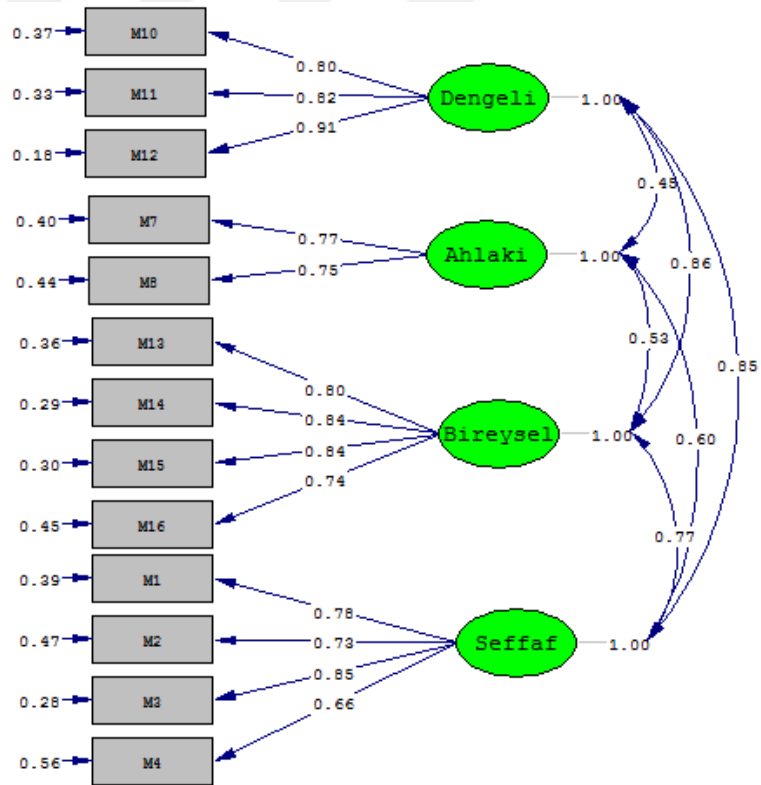 0.37 M10
0.80
0.33 M11
0.82
Dengeli 1.00
0.18 M12
0.91
0.45
0.40 M7
0.77
Ahlaki 1.00
0.44 M8
0.75
0.86
0.36 M13
0.53
0.85
0.80
0.29 M14
0.84
Bireysel 1.00
0.60
0.30 M15
0.84
0.74
0.45 M16
0.77
0.39 M1
0.78
0.47 M2
0.73
Seffaf 1.00
0.28 M3
0.85
0.66
0.56 M4